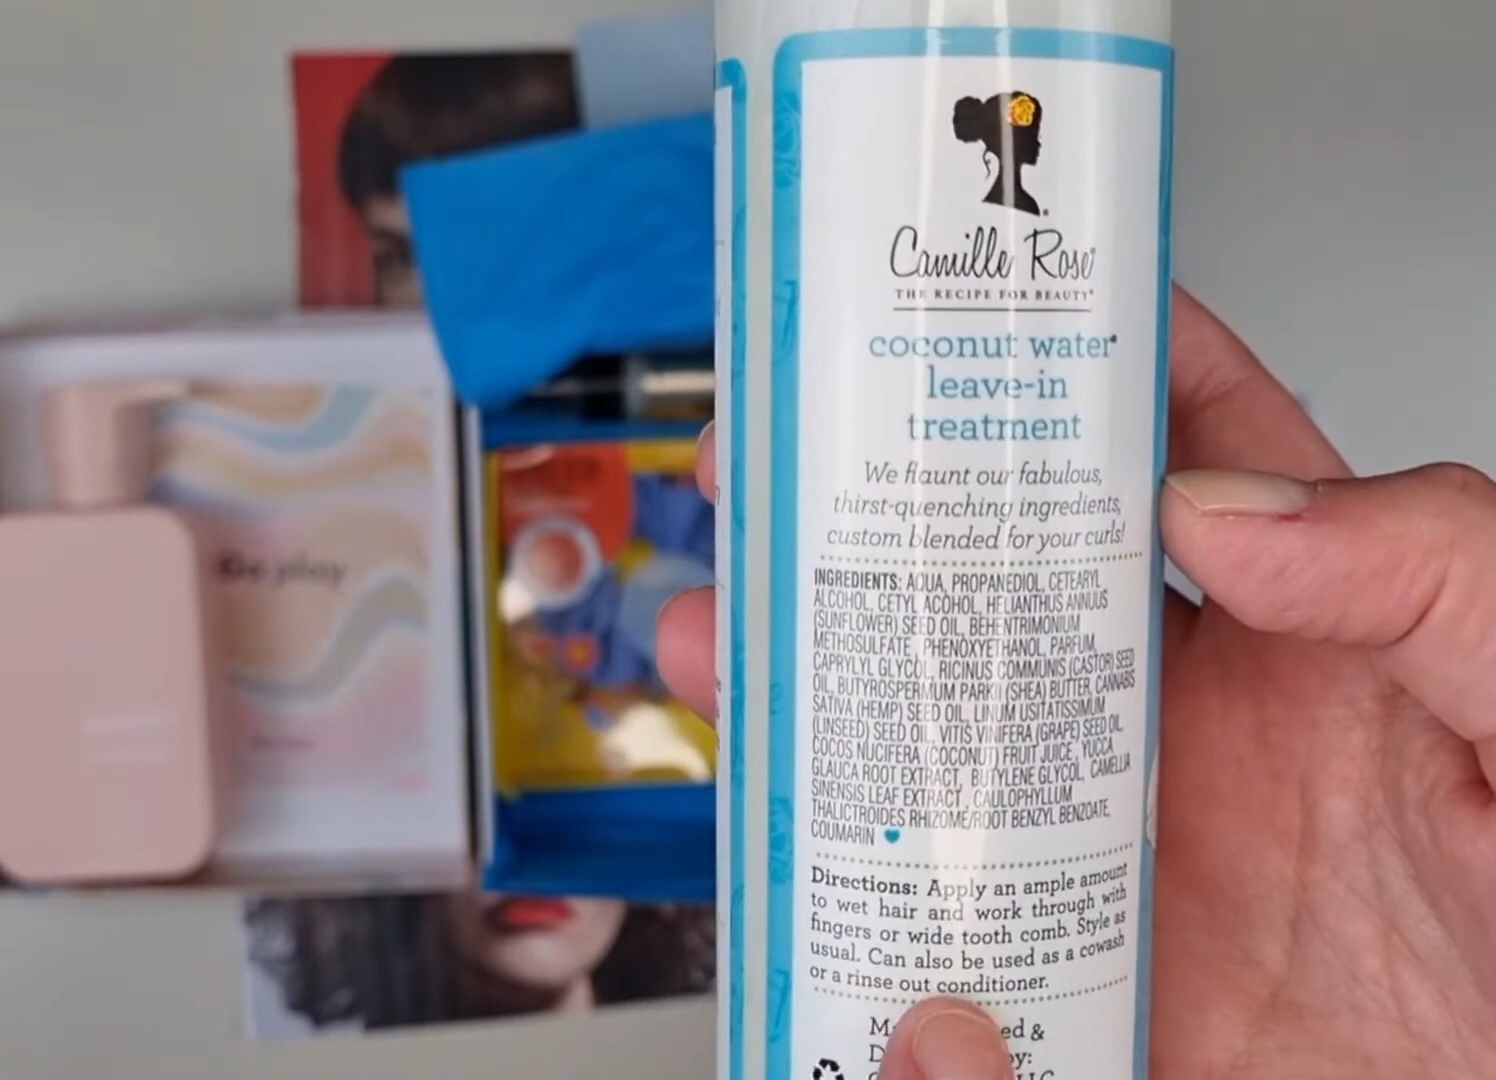 Camille Rose®
THE RECIPE FOR BEAUTY®
coconut water®
leave-in
treatment
We flaunt our fabulous,
thirst-quenching ingredients,
custom blended for your curls!
INGREDIENTS: AQUA, PROPANEDIOL, CETEARYL
ALCOHOL, CETYL ACOHOL, HELIANTHUS ANNUUS
(SUNFLOWER) SEED OIL, BEHENTRIMONIUM
METHOSULFATE , PHENOXYETHANOL, PARFUM,
CAPRYLYL GLYCOL, RICINUS COMMUNIS (CASTOR) SEED
OIL, BUTYROSPERMUM PARKII (SHEA) BUTTER, CANNABIS
SATIVA (HEMP) SEED OIL, LINUM USITATISSIMUM
(LINSEED) SEED OIL, VITIS VINIFERA (GRAPE) SEED OIL,
COCOS NUCIFERA (COCONUT) FRUIT JUICE , YUCCA
GLAUCA ROOT EXTRACT, BUTYLENE GLYCOL, CAMELLIA
SINENSIS LEAF EXTRACT , CAULOPHYLLUM
THALICTROIDES RHIZOME/ROOT BENZYL BENZOATE,
COUMARIN
Directions: Apply an ample amount
to wet hair and work through with
fingers or wide tooth comb. Style as
usual. Can also be used as a cowash
or a rinse out conditioner.
&
Go play